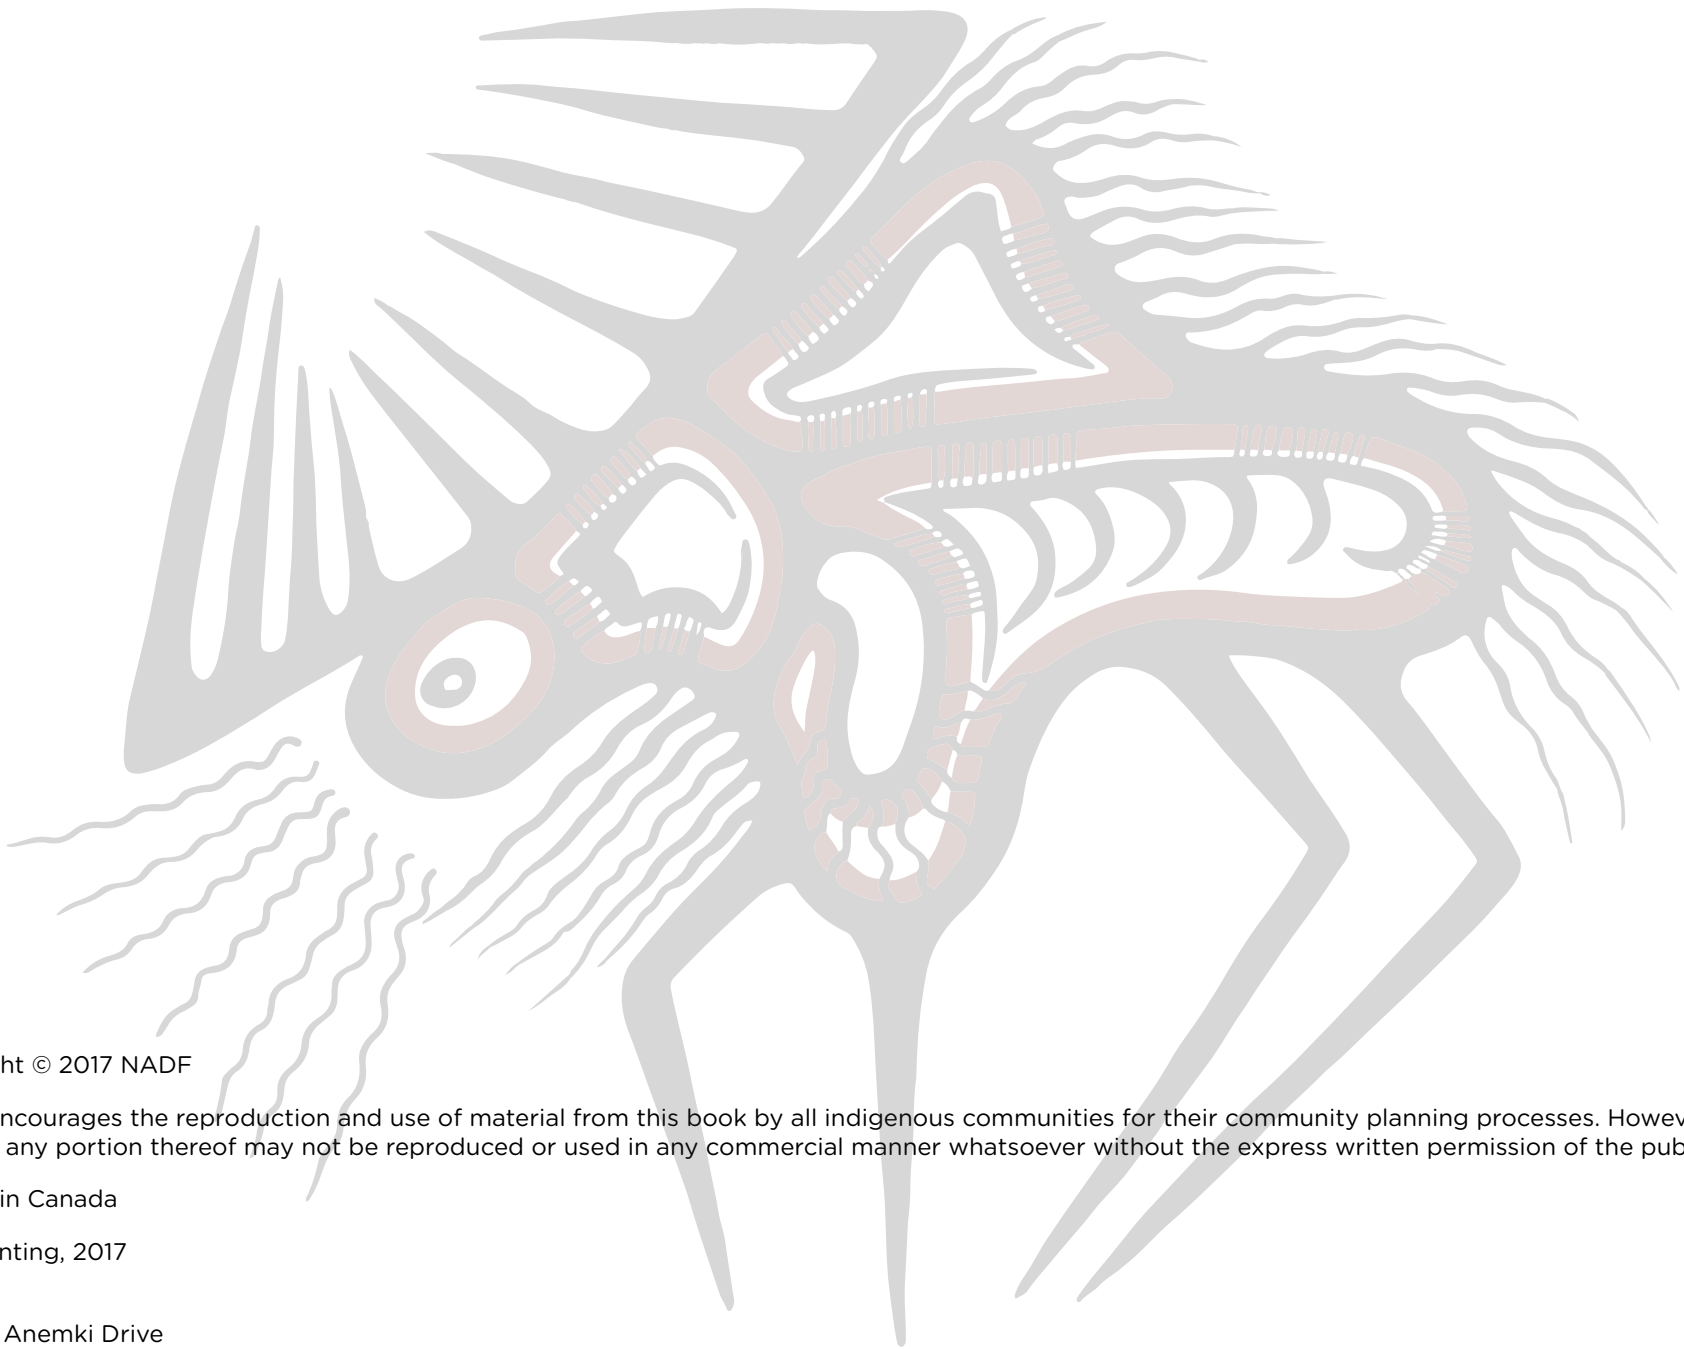 ht © 2017 NADF
ncourages the reproduction and use of material from this book by all indigenous communities for their community planning processes. Howev
any portion thereof may not be reproduced or used in any commercial manner whatsoever without the express written permission of the pub
in Canada
nting, 2017
Anemki Drive